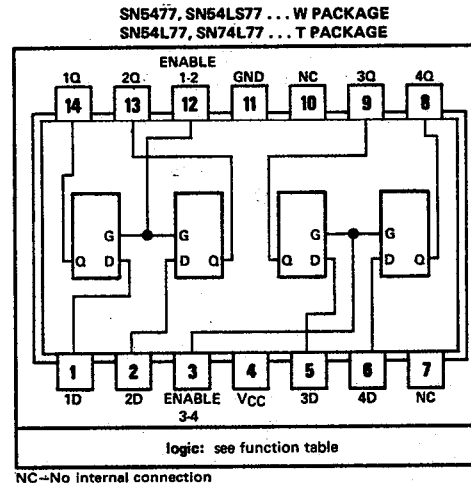 SN5477, SN54LS77 . . . W PACKAGE
SN54L77, SN74L77 . . . T PACKAGE
ENABLE
1Q 2Q 1-2 GND NC 3Q 4Q
14 13 12 11 10 9 8
G G G G
Q D D Q Q D D Q
1 2 3 4 5 6 7
1D 2D ENABLE VCC 3D 4D NC
3-4
logic: see function table
NC—No internal connection